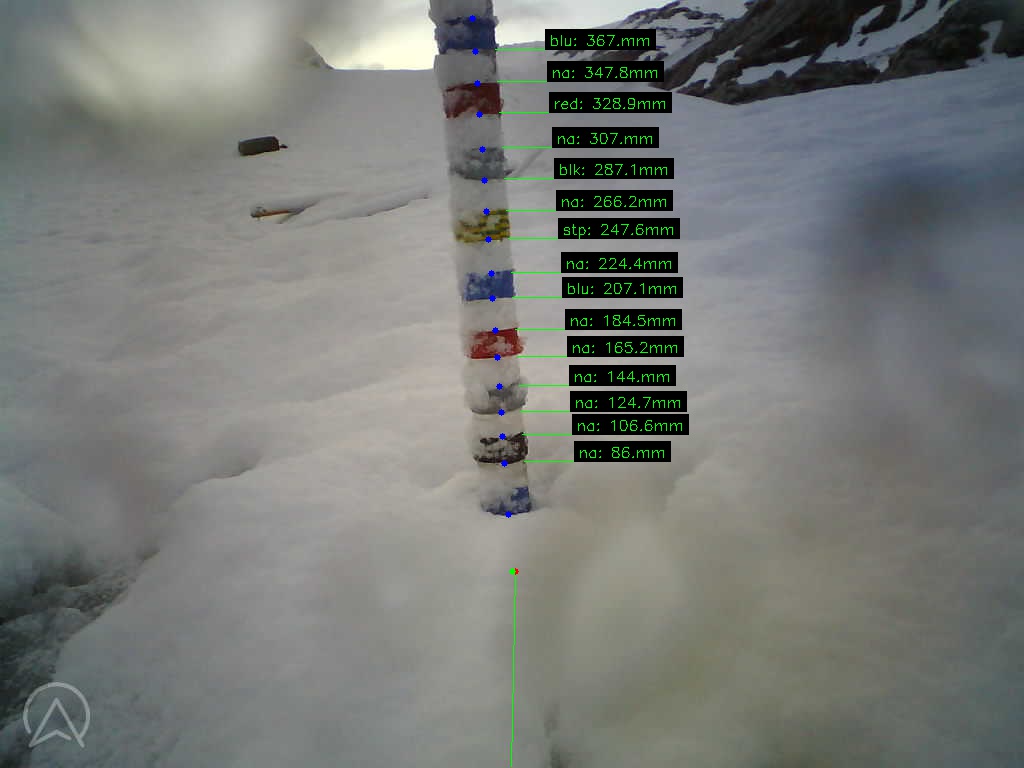 blu: 367.mm
na: 347.8mm
red: 328.9mm
na: 307.mm
blk: 287.1mm
na: 266.2mm
stp: 247.6mm
na: 224.4mm
blu: 207.1mm
na: 184.5mm
na: 165.2mm
na: 144.mm
na: 124.7mm
na: 106.6mm
na: 86.mm